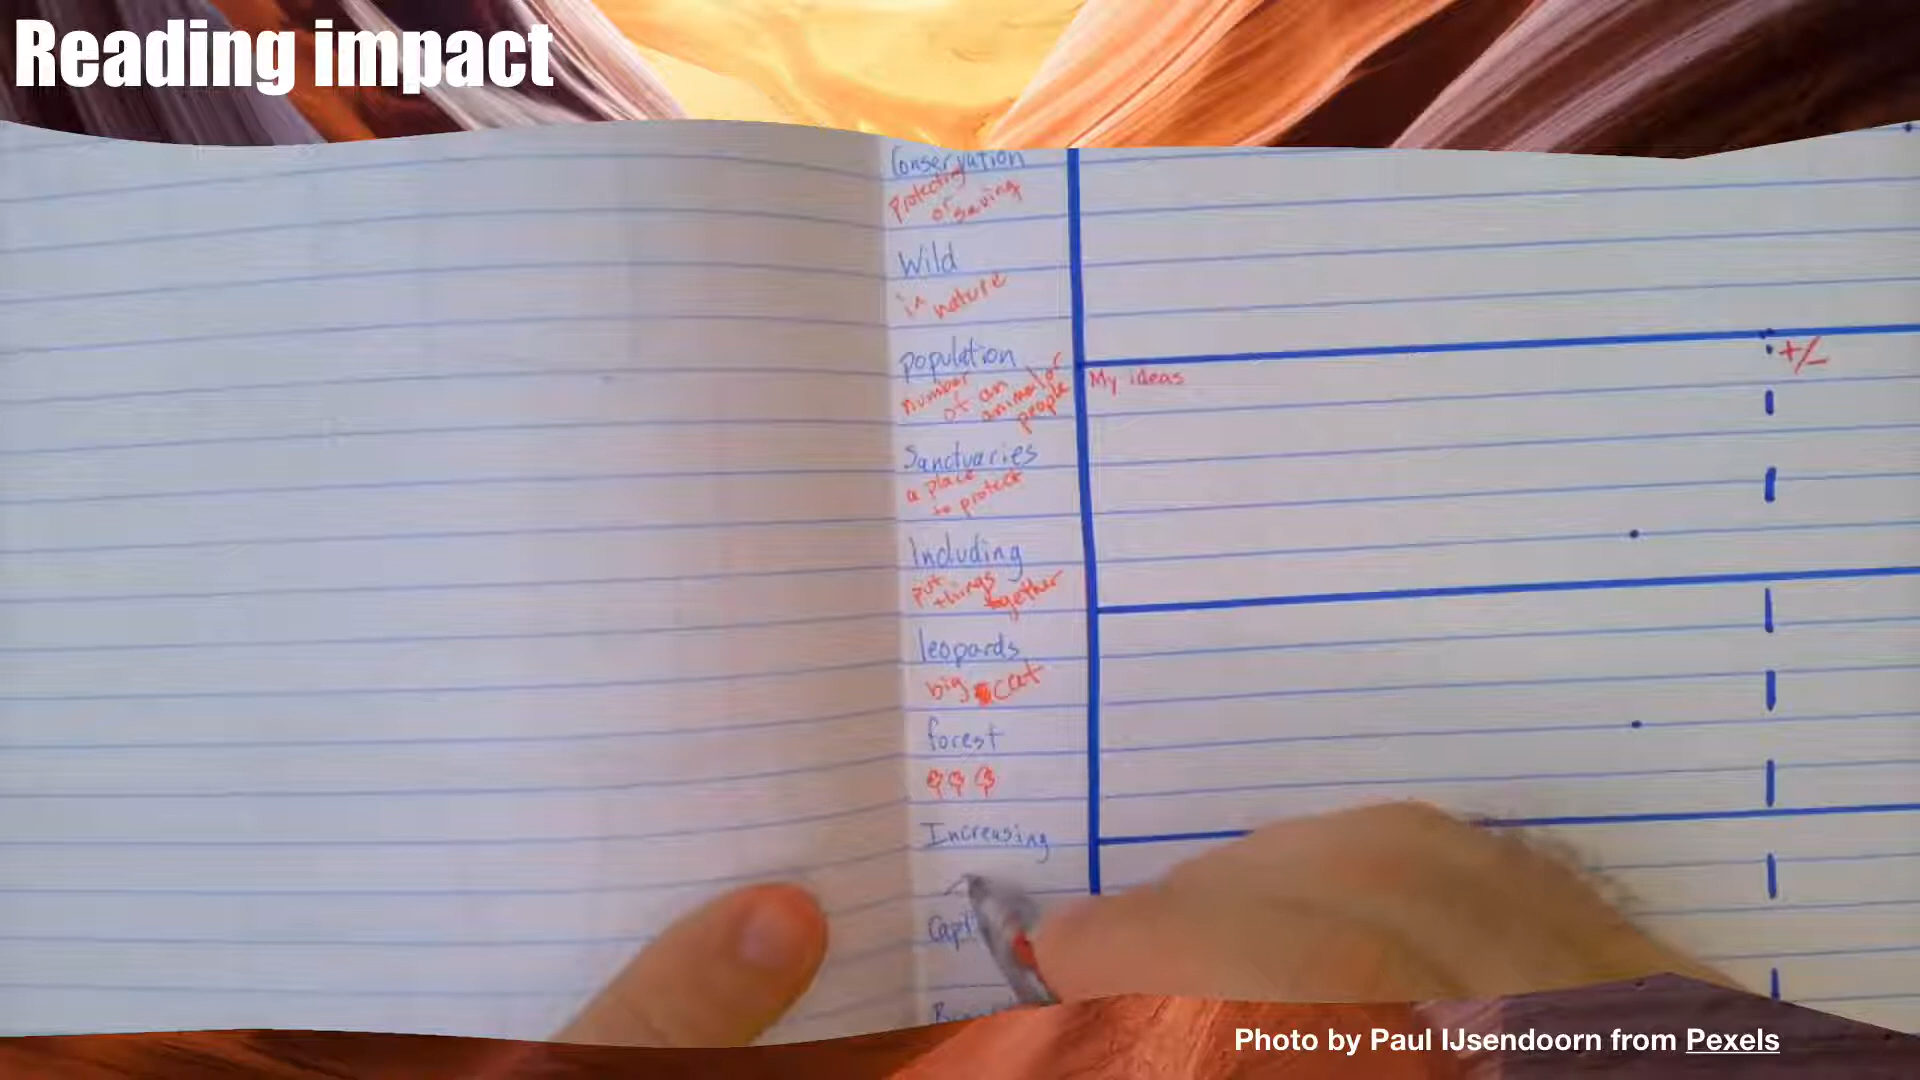 Reading impact
Conservation
protecting
or saving
Wild
in nature
population
number
of an
animal or
people
My ideas
+/-
Sanctuaries
a place
to protect
Including
put
things
together
leopards
big cat
forest
Increasing
Photo by Paul IJsendoorn from Pexels